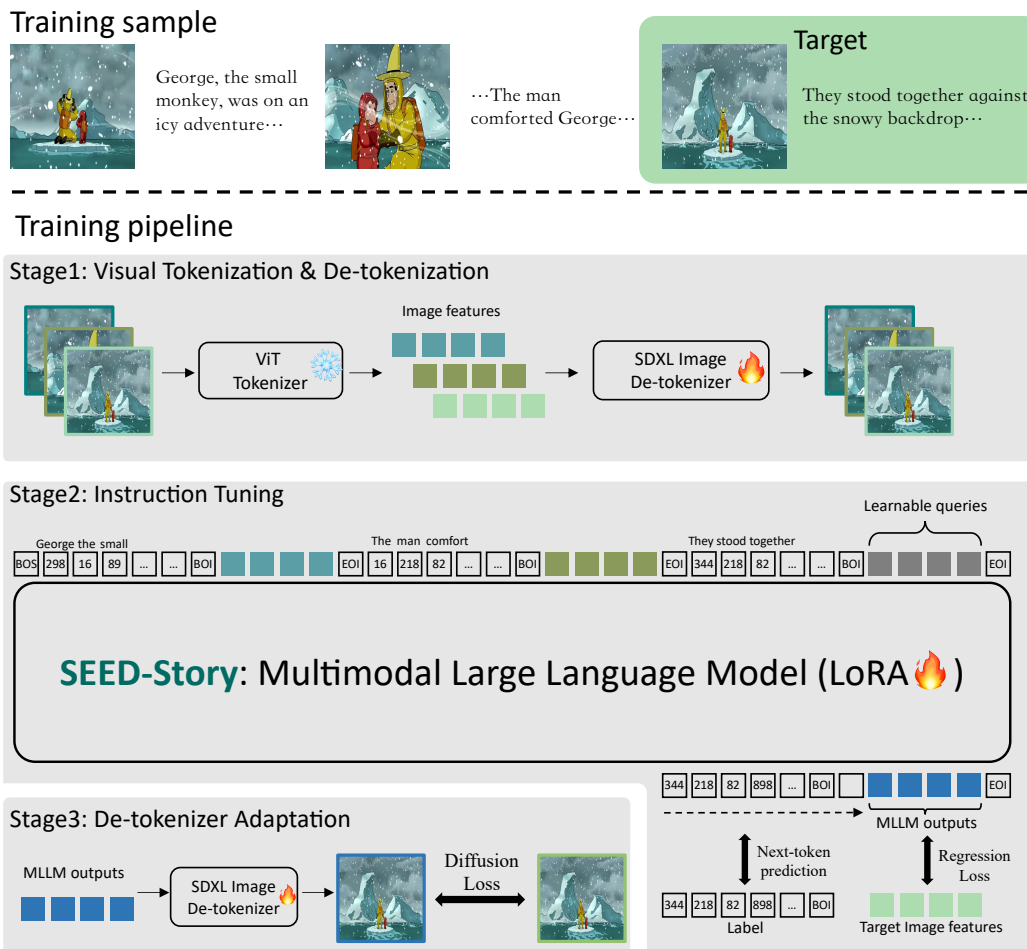 Training sample
George, the small
monkey, was on an
icy adventure⋯
⋯The man
comforted George⋯
Target
They stood together against
the snowy backdrop⋯
Training pipeline
Stage1: Visual Tokenization & De-tokenization
ViT
Tokenizer
Image features
SDXL Image
De-tokenizer
Stage2: Instruction Tuning
Learnable queries
George the small
The man comfort
They stood together
BOS 298 16 89 ... ... BOI EOI 16 218 82 ... ... BOI EOI 344 218 82 ... ... BOI EOI
SEED-Story: Multimodal Large Language Model (LoRA )
344 218 82 898 ... BOI EOI
MLLM outputs
Next-token
prediction
Regression
Loss
344 218 82 898 ... BOI
Label
Target Image features
Stage3: De-tokenizer Adaptation
MLLM outputs
SDXL Image
De-tokenizer
Diffusion
Loss